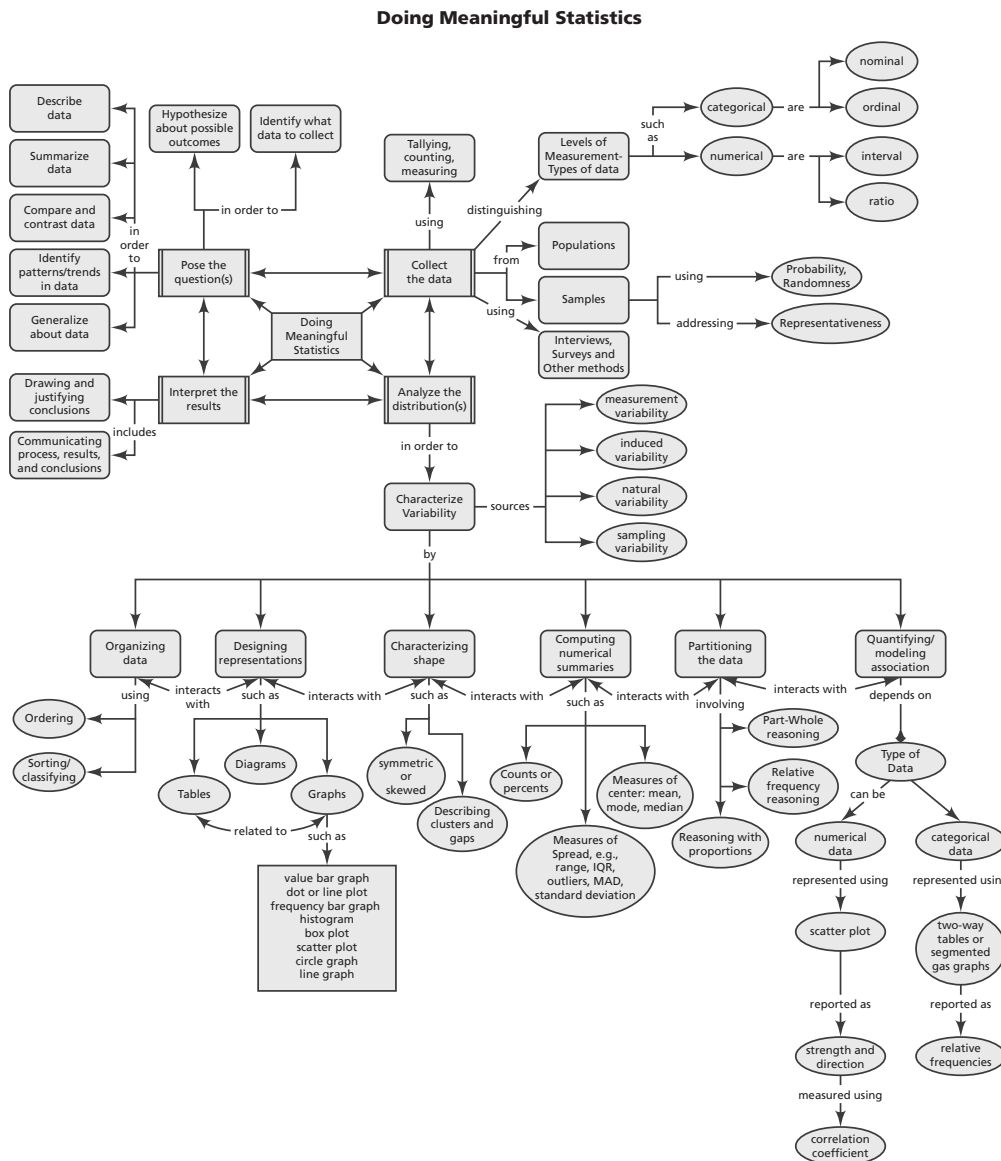 Doing Meaningful Statistics
Describe
data
Summarize
data
Compare and
contrast data
Identify
patterns/trends
in data
Generalize
about data
in
order
to
Hypothesize
about possible
outcomes
Identify what
data to collect
in order to
Pose the
question(s)
Tallying,
counting,
measuring
using
Collect
the data
distinguishing
Levels of
Measurement-
Types of data
such
as
categorical
are
nominal
ordinal
numerical
are
interval
ratio
from
Populations
Samples
using
Probability,
Randomness
addressing
Representativeness
using
Interviews,
Surveys and
Other methods
Doing
Meaningful
Statistics
Interpret the
results
Drawing and
justifying
conclusions
includes
Communicating
process, results,
and conclusions
Analyze the
distribution(s)
in order to
Characterize
Variability
sources
measurement
variability
induced
variability
natural
variability
sampling
variability
by
Organizing
data
using
Ordering
Sorting/
classifying
interacts
with
Designing
representations
such as
Tables
Diagrams
Graphs
related to
such as
value bar graph
dot or line plot
frequency bar graph
histogram
box plot
scatter plot
circle graph
line graph
interacts with
Characterizing
shape
such as
symmetric
or
skewed
Describing
clusters and
gaps
interacts with
Computing
numerical
summaries
such as
Counts or
percents
Measures of
center: mean,
mode, median
Measures of
Spread, e.g.,
range, IQR,
outliers, MAD,
standard deviation
interacts with
Partitioning
the data
involving
Part-Whole
reasoning
Relative
frequency
reasoning
Reasoning with
proportions
interacts with
Quantifying/
modeling
association
depends on
Type of
Data
can be
numerical
data
represented using
scatter plot
reported as
strength and
direction
measured using
correlation
coefficient
categorical
data
represented using
two-way
tables or
segmented
gas graphs
reported as
relative
frequencies